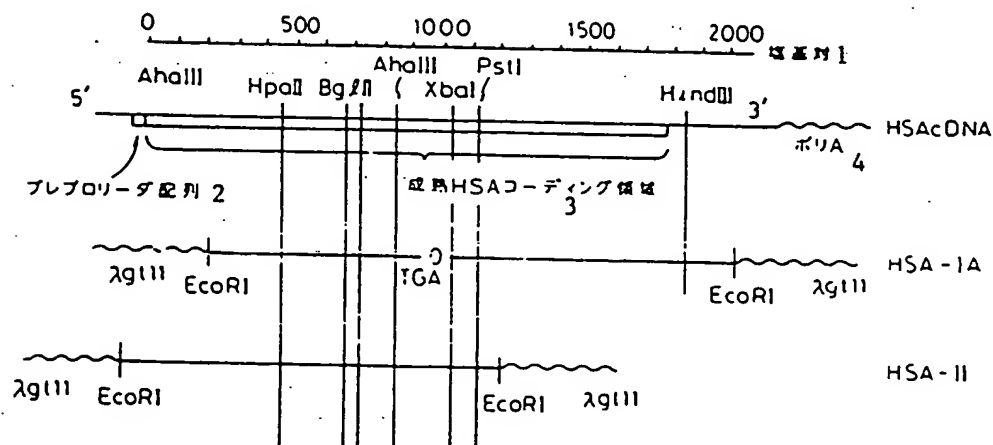 0 500 1000 1500 2000 塩基対1
AhaIII HpaII BglII AhaIII XbaI PstI HindIII
5' 3' HSAcDNA
ポリA 4
プレプロリーダ配列 2 成熟HSAコーディング領域 3
λgt11 EcoRI TGA EcoRI λgt11 HSA-IA
λgt11 EcoRI EcoRI λgt11 HSA-II